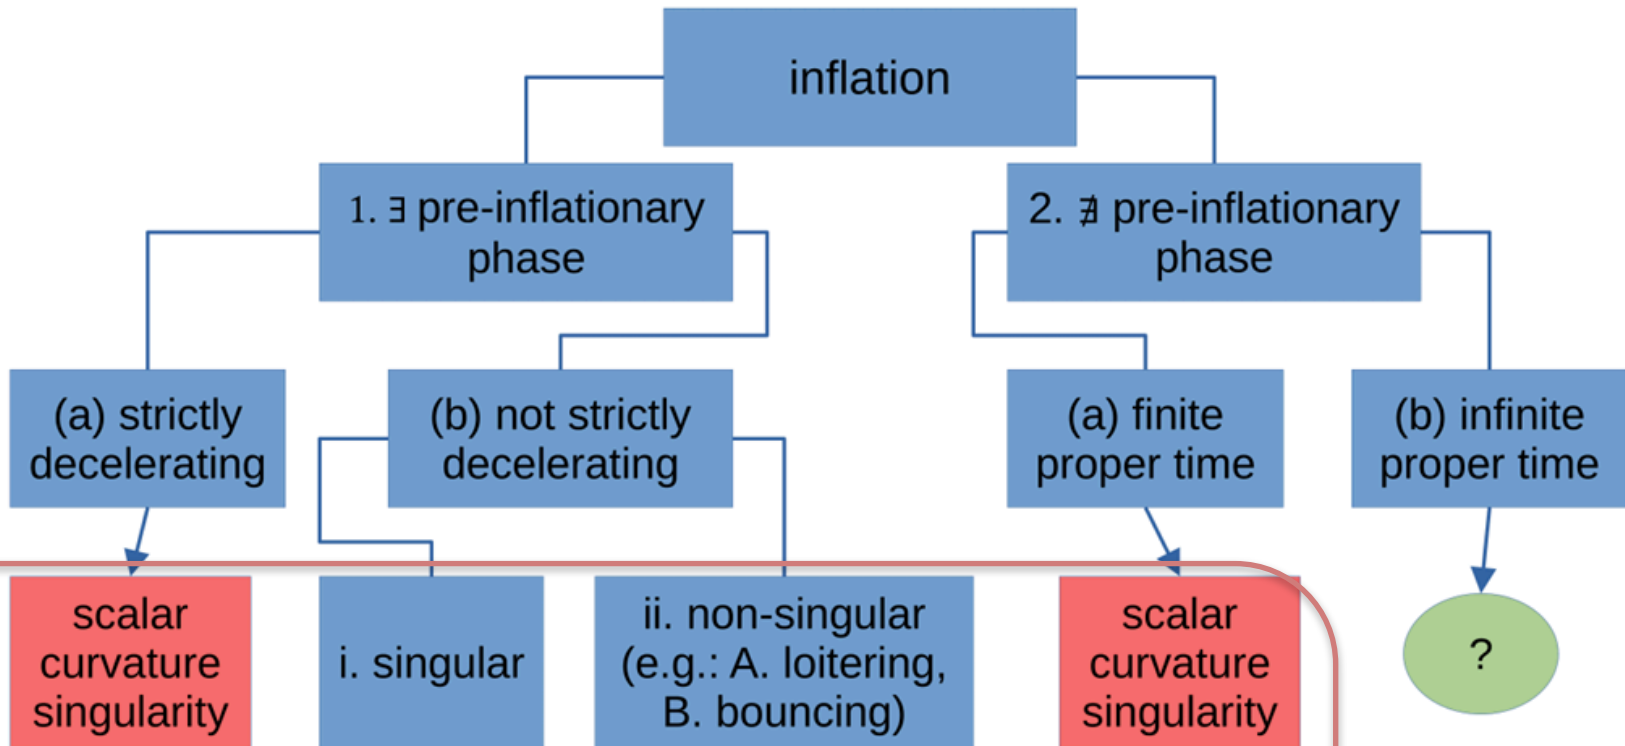 inflation
1. ∃ pre-inflationary
phase
2. ∄ pre-inflationary
phase
(a) strictly
decelerating
(b) not strictly
decelerating
(a) finite
proper time
(b) infinite
proper time
scalar
curvature
singularity
i. singular
ii. non-singular
(e.g.: A. loitering,
B. bouncing)
scalar
curvature
singularity
?